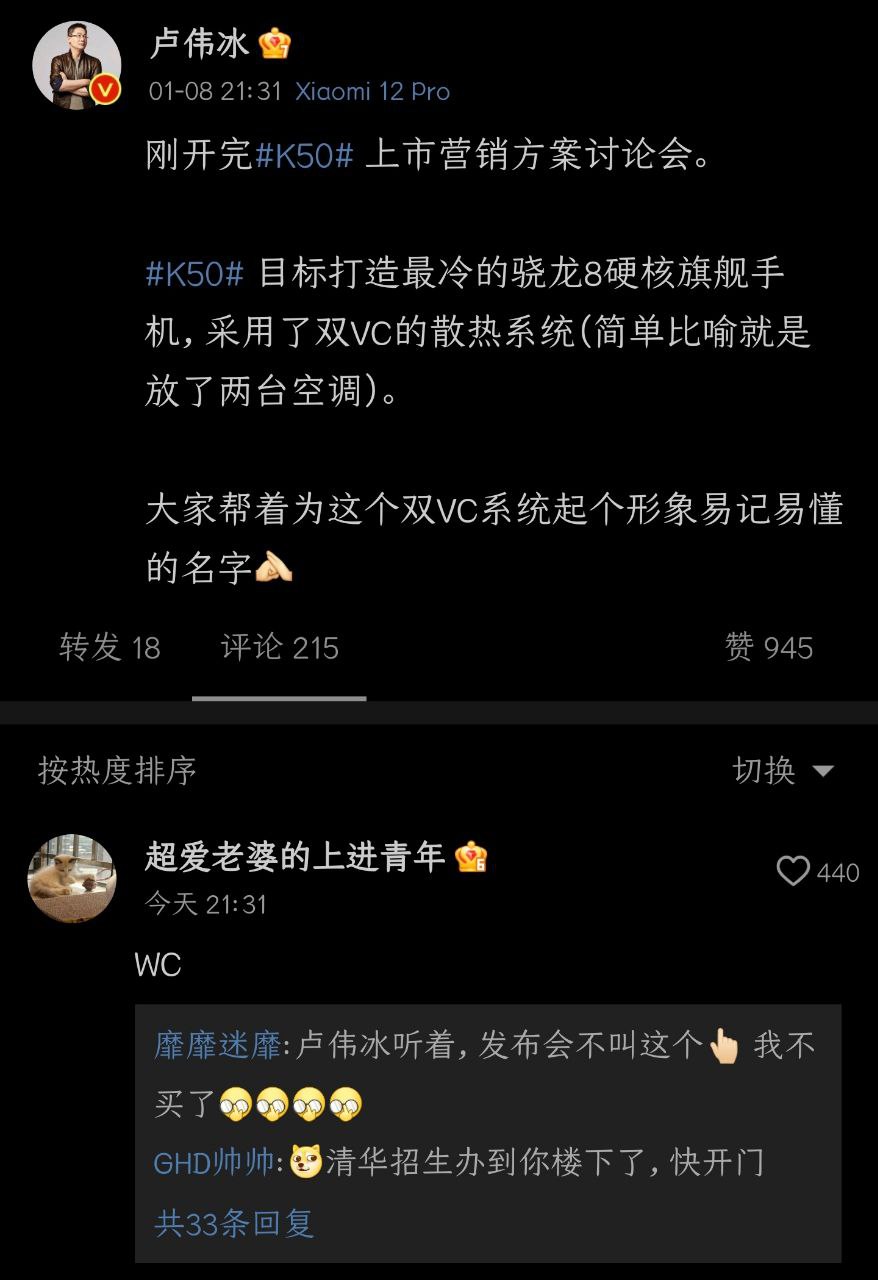 卢伟冰
01-08 21:31 Xiaomi 12 Pro
刚开完#K50# 上市营销方案讨论会。
#K50# 目标打造最冷的骁龙8硬核旗舰手
机，采用了双VC的散热系统（简单比喻就是
放了两台空调）。
大家帮着为这个双VC系统起个形象易记易懂
的名字
转发 18 评论 215 赞 945
按热度排序 切换
超爱老婆的上进青年 6
440
今天 21:31
WC
靡靡迷靡:卢伟冰听着，发布会不叫这个👆🏻 我不
买了
GHD帅帅:清华招生办到你楼下了，快开门
共33条回复